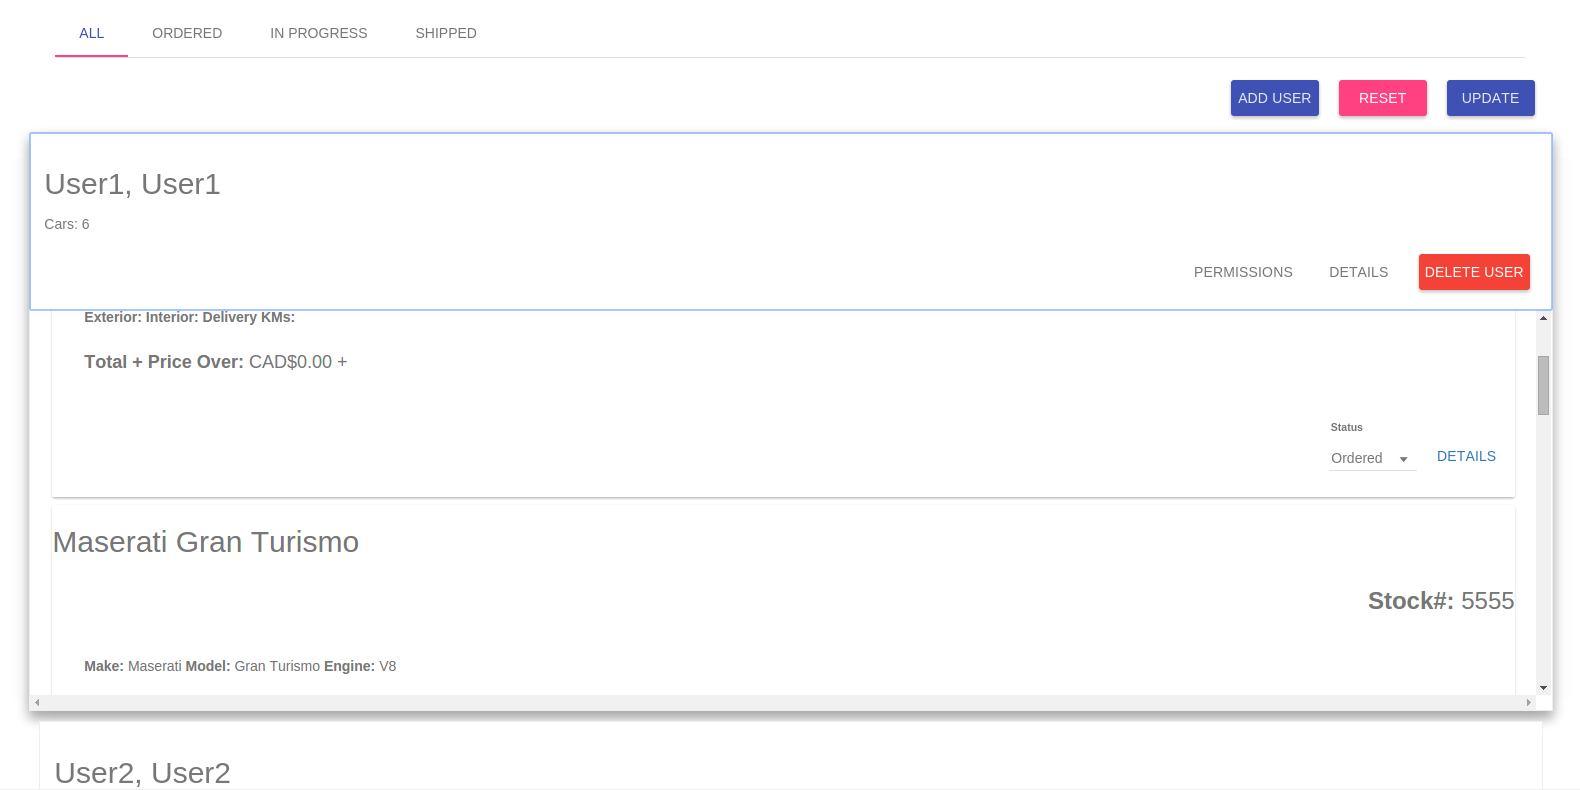 ALL ORDERED IN PROGRESS SHIPPED
ADD USER RESET UPDATE
User1, User1
Cars: 6
PERMISSIONS DETAILS DELETE USER
Exterior: Interior: Delivery KMs:
Total + Price Over: CAD$0.00 +
Status
Ordered DETAILS
Maserati Gran Turismo
Stock#: 5555
Make: Maserati Model: Gran Turismo Engine: V8
User2, User2